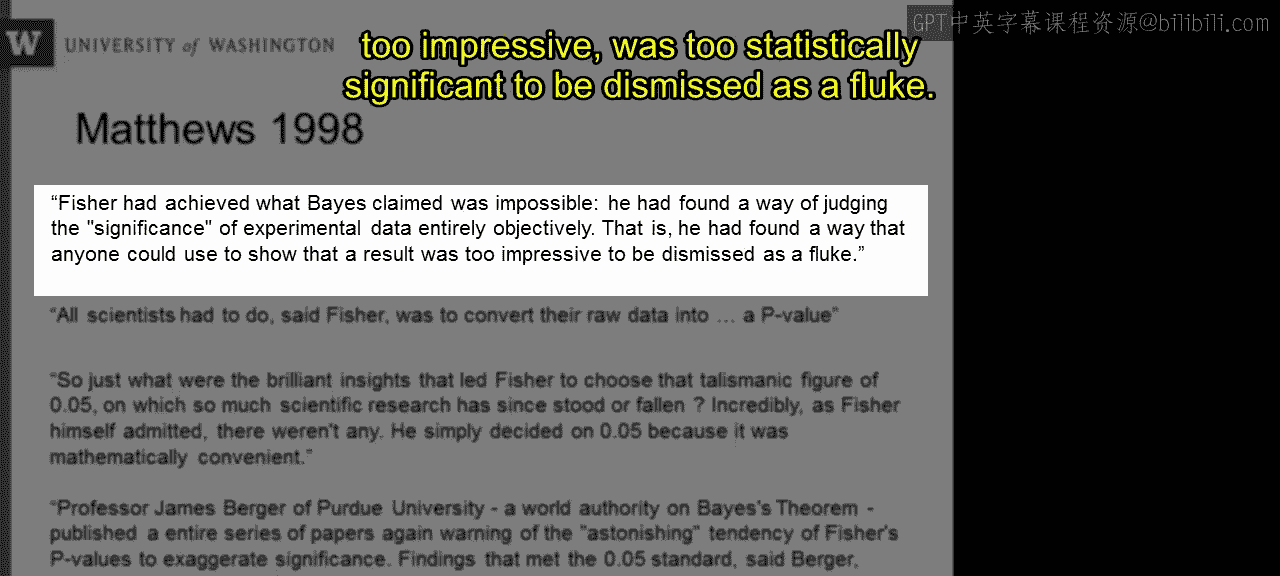 GPT中英字幕课程资源@bilibili.com
too impressive, was too statistically
significant to be dismissed as a fluke.
W UNIVERSITY of WASHINGTON
Matthews 1998
“Fisher had achieved what Bayes claimed was impossible: he had found a way of judging
the "significance" of experimental data entirely objectively. That is, he had found a way that
anyone could use to show that a result was too impressive to be dismissed as a fluke.”
“All scientists had to do, said Fisher, was to convert their raw data into … a P-value”
“So just what were the brilliant insights that led Fisher to choose that talismanic figure of
0.05, on which so much scientific research has since stood or fallen ? Incredibly, as Fisher
himself admitted, there weren't any. He simply decided on 0.05 because it was
mathematically convenient.”
“Professor James Berger of Purdue University - a world authority on Bayes's Theorem -
published a entire series of papers again warning of the "astonishing" tendency of Fisher's
P-values to exaggerate significance. Findings that met the 0.05 standard, said Berger,